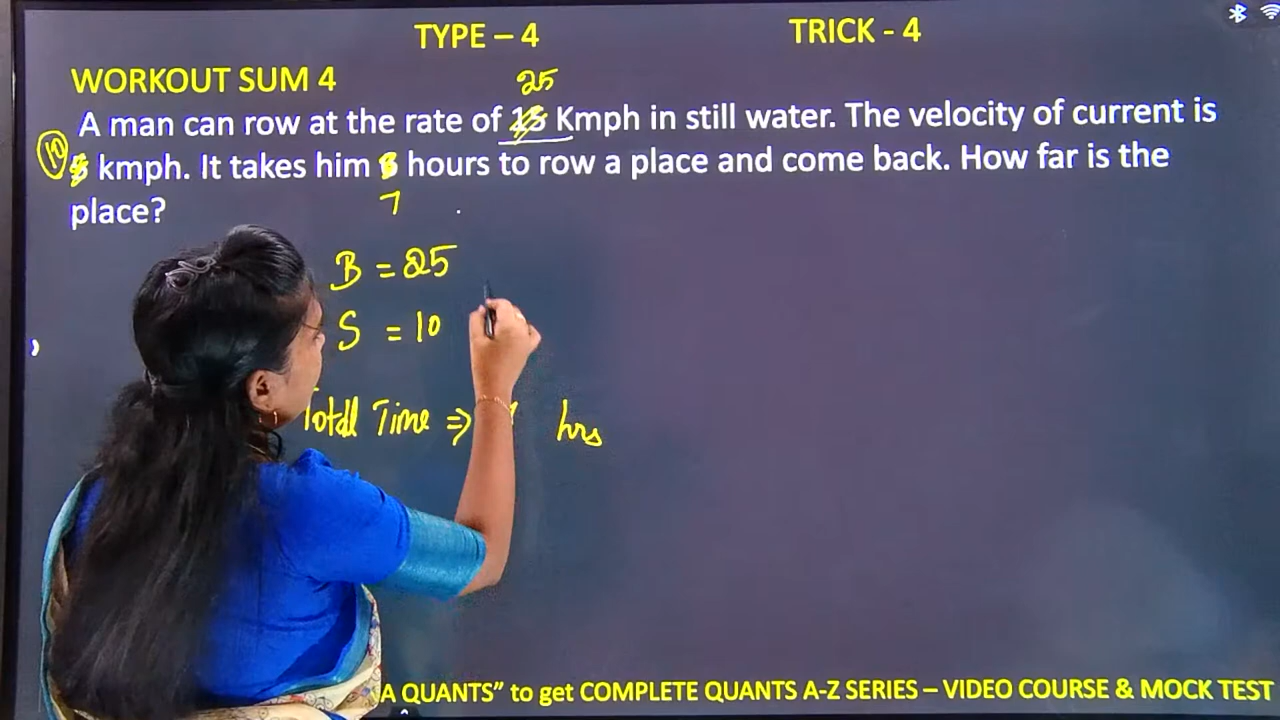 TYPE – 4 TRICK - 4
WORKOUT SUM 4
25
A man can row at the rate of 15 Kmph in still water. The velocity of current is
10 5 kmph. It takes him hours to row a place and come back. How far is the
7
place?
B = 25
S = 10
Total Time ⇒ hrs
A QUANTS" to get COMPLETE QUANTS A-Z SERIES – VIDEO COURSE & MOCK TEST